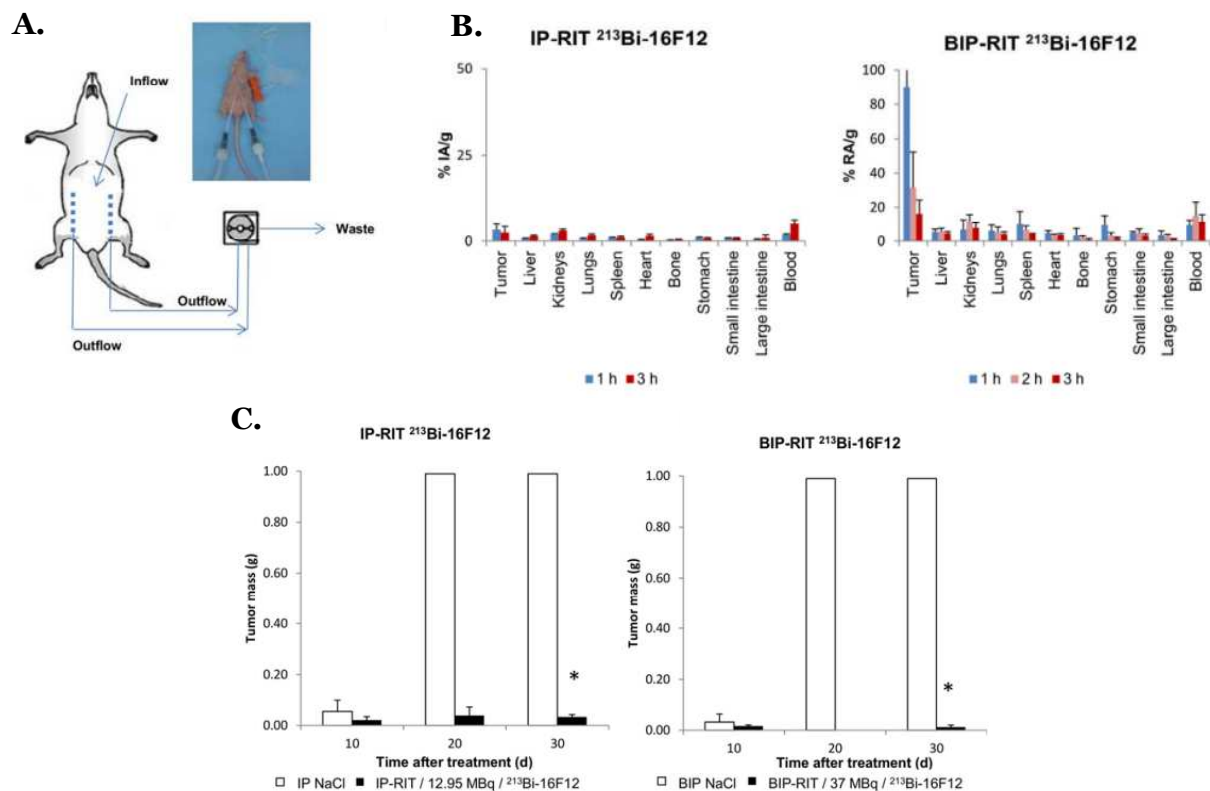 A.
Inflow
Waste
Outflow
Outflow
B.
IP-RIT ²¹³Bi-16F12
% IA/g
50
25
0
Tumor
Liver
Kidneys
Lungs
Spleen
Heart
Bone
Stomach
Small intestine
Large intestine
Blood
1 h 3 h
BIP-RIT ²¹³Bi-16F12
% RA/g
100
80
60
40
20
0
Tumor
Liver
Kidneys
Lungs
Spleen
Heart
Bone
Stomach
Small intestine
Large intestine
Blood
1 h 2 h 3 h
C.
IP-RIT ²¹³Bi-16F12
Tumor mass (g)
1.00
0.80
0.60
0.40
0.20
0.00
*
10 20 30
Time after treatment (d)
IP NaCl IP-RIT / 12.95 MBq / ²¹³Bi-16F12
BIP-RIT ²¹³Bi-16F12
Tumor mass (g)
1.00
0.80
0.60
0.40
0.20
0.00
*
10 20 30
Time after treatment (d)
BIP NaCl BIP-RIT / 37 MBq / ²¹³Bi-16F12